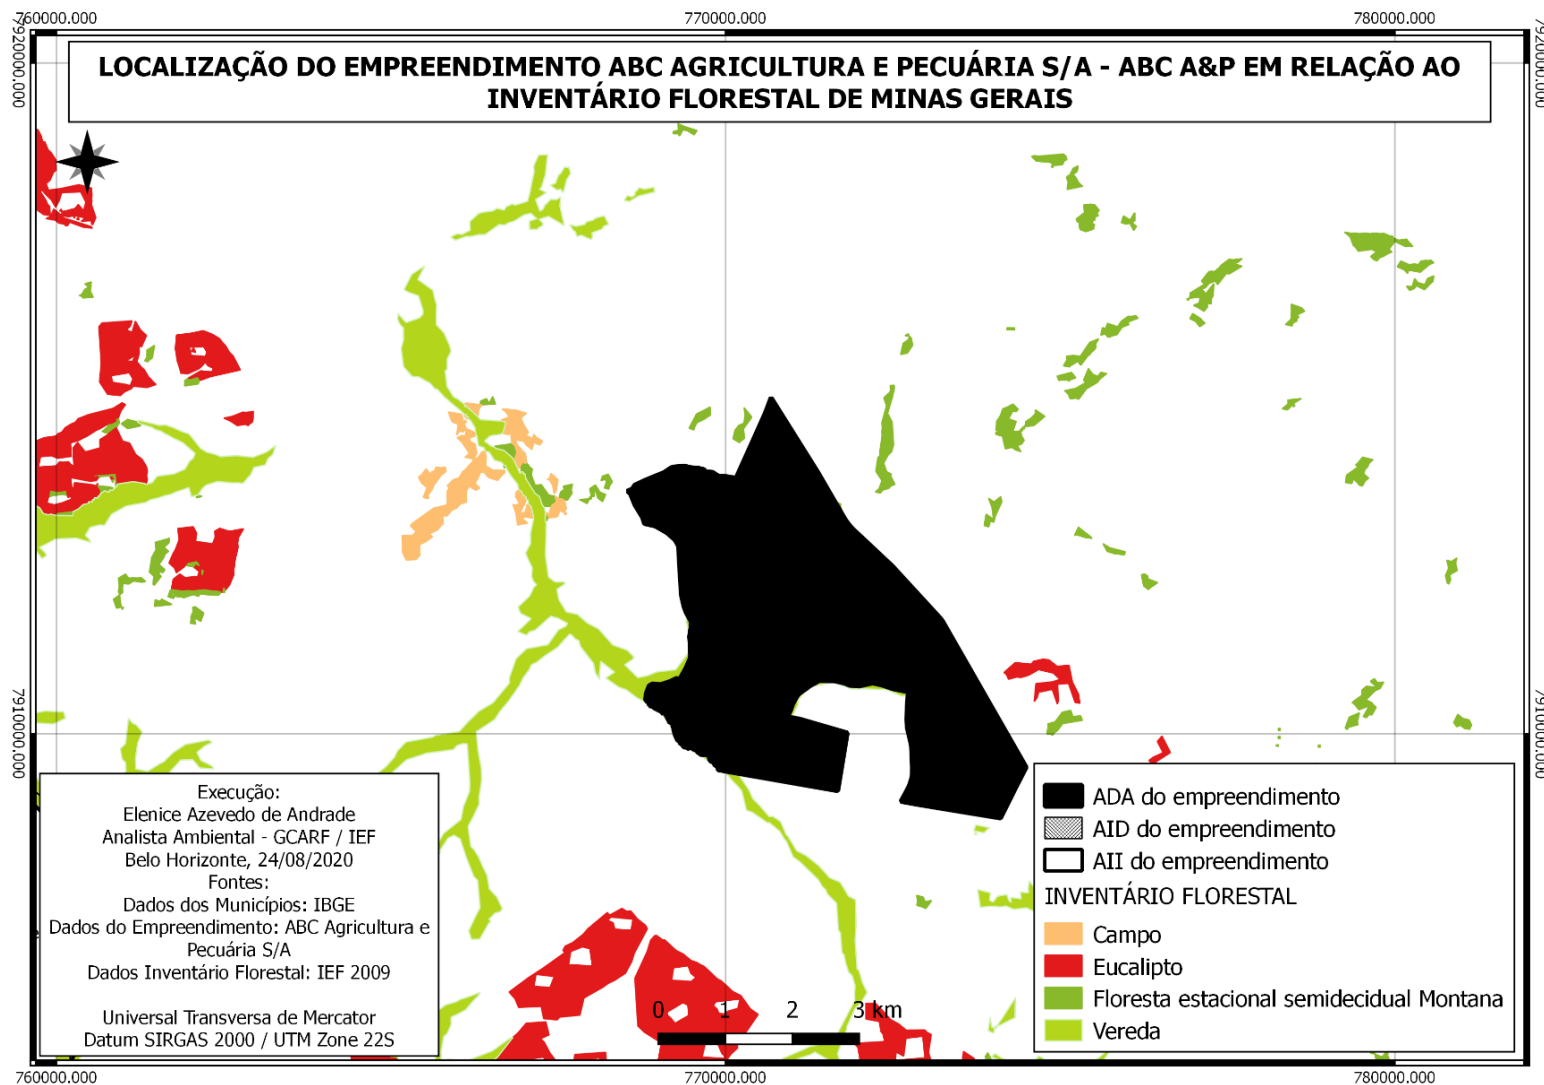 760000.000
770000.000
780000.000
7920000.000
7920000.000
LOCALIZAÇÃO DO EMPREENDIMENTO ABC AGRICULTURA E PECUÁRIA S/A - ABC A&P EM RELAÇÃO AO
INVENTÁRIO FLORESTAL DE MINAS GERAIS
7910000.000
7910000.000
Execução:
Elenice Azevedo de Andrade
Analista Ambiental - GCARF / IEF
Belo Horizonte, 24/08/2020
Fontes:
Dados dos Municípios: IBGE
Dados do Empreendimento: ABC Agricultura e
Pecuária S/A
Dados Inventário Florestal: IEF 2009
Universal Transversa de Mercator
Datum SIRGAS 2000 / UTM Zone 22S
0 1 2 3 km
ADA do empreendimento
AID do empreendimento
AII do empreendimento
INVENTÁRIO FLORESTAL
Campo
Eucalipto
Floresta estacional semidecidual Montana
Vereda
760000.000
770000.000
780000.000